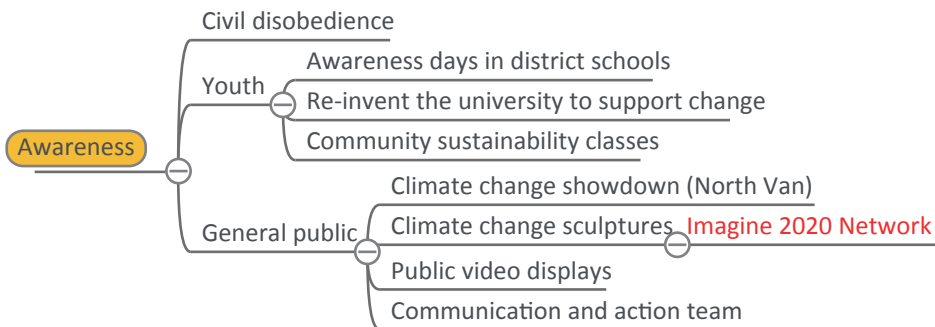 Civil disobedience
Awareness days in district schools
Youth
Re-invent the university to support change
Community sustainability classes
Awareness
Climate change showdown (North Van)
General public
Climate change sculptures
Imagine 2020 Network
Public video displays
Communication and action team